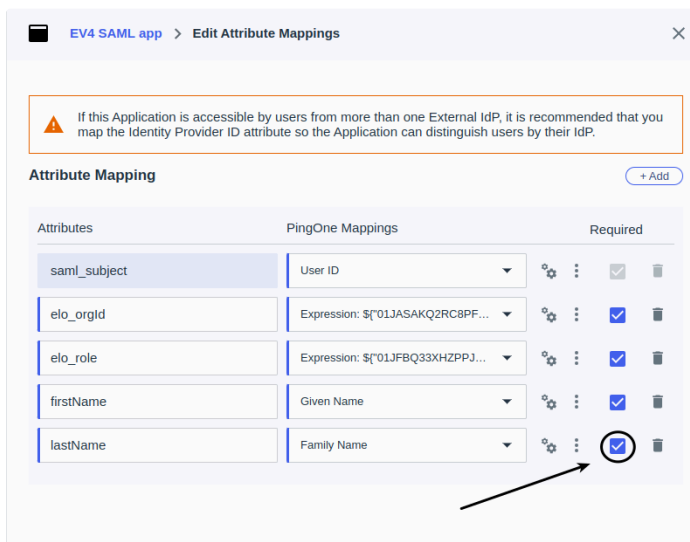 EV4 SAML app > Edit Attribute Mappings
If this Application is accessible by users from more than one External IdP, it is recommended that you
map the Identity Provider ID attribute so the Application can distinguish users by their IdP.
Attribute Mapping
+ Add
Attributes PingOne Mappings Required
saml_subject User ID
elo_orgId Expression: ${"01JASAKQ2RC8PF...
elo_role Expression: ${"01JFBQ33XHZPPJ...
firstName Given Name
lastName Family Name